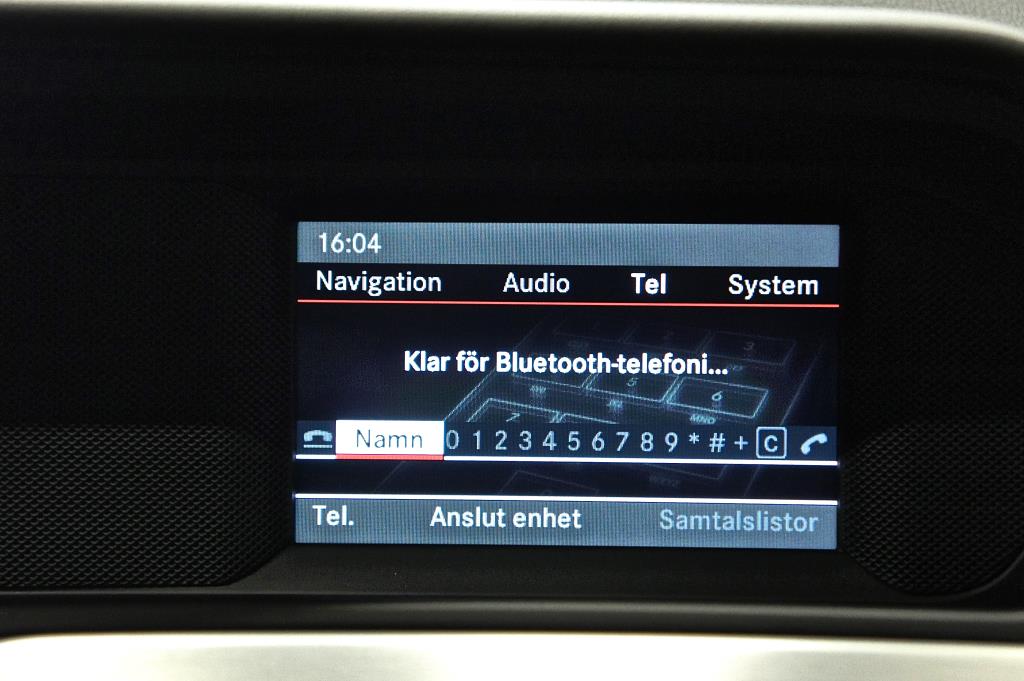 16:04
Navigation Audio Tel System
Klar för Bluetooth-telefoni...
Namn 0 1 2 3 4 5 6 7 8 9 * # + C
Tel. Anslut enhet Samtalslistor